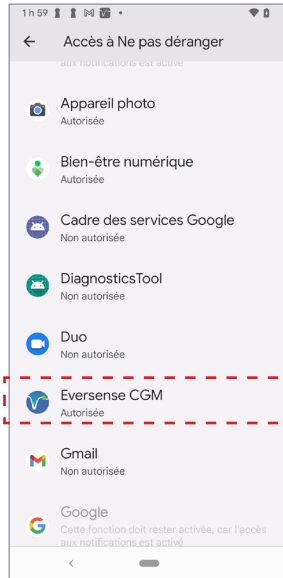 1 h 59
Accès à Ne pas déranger
aux notifications est activé
Appareil photo
Autorisée
Bien-être numérique
Autorisée
Cadre des services Google
Non autorisée
DiagnosticsTool
Non autorisée
Duo
Non autorisée
Eversense CGM
Autorisée
Gmail
Non autorisée
Google
Cette fonction doit rester activée, car l'accès
aux notifications est activé